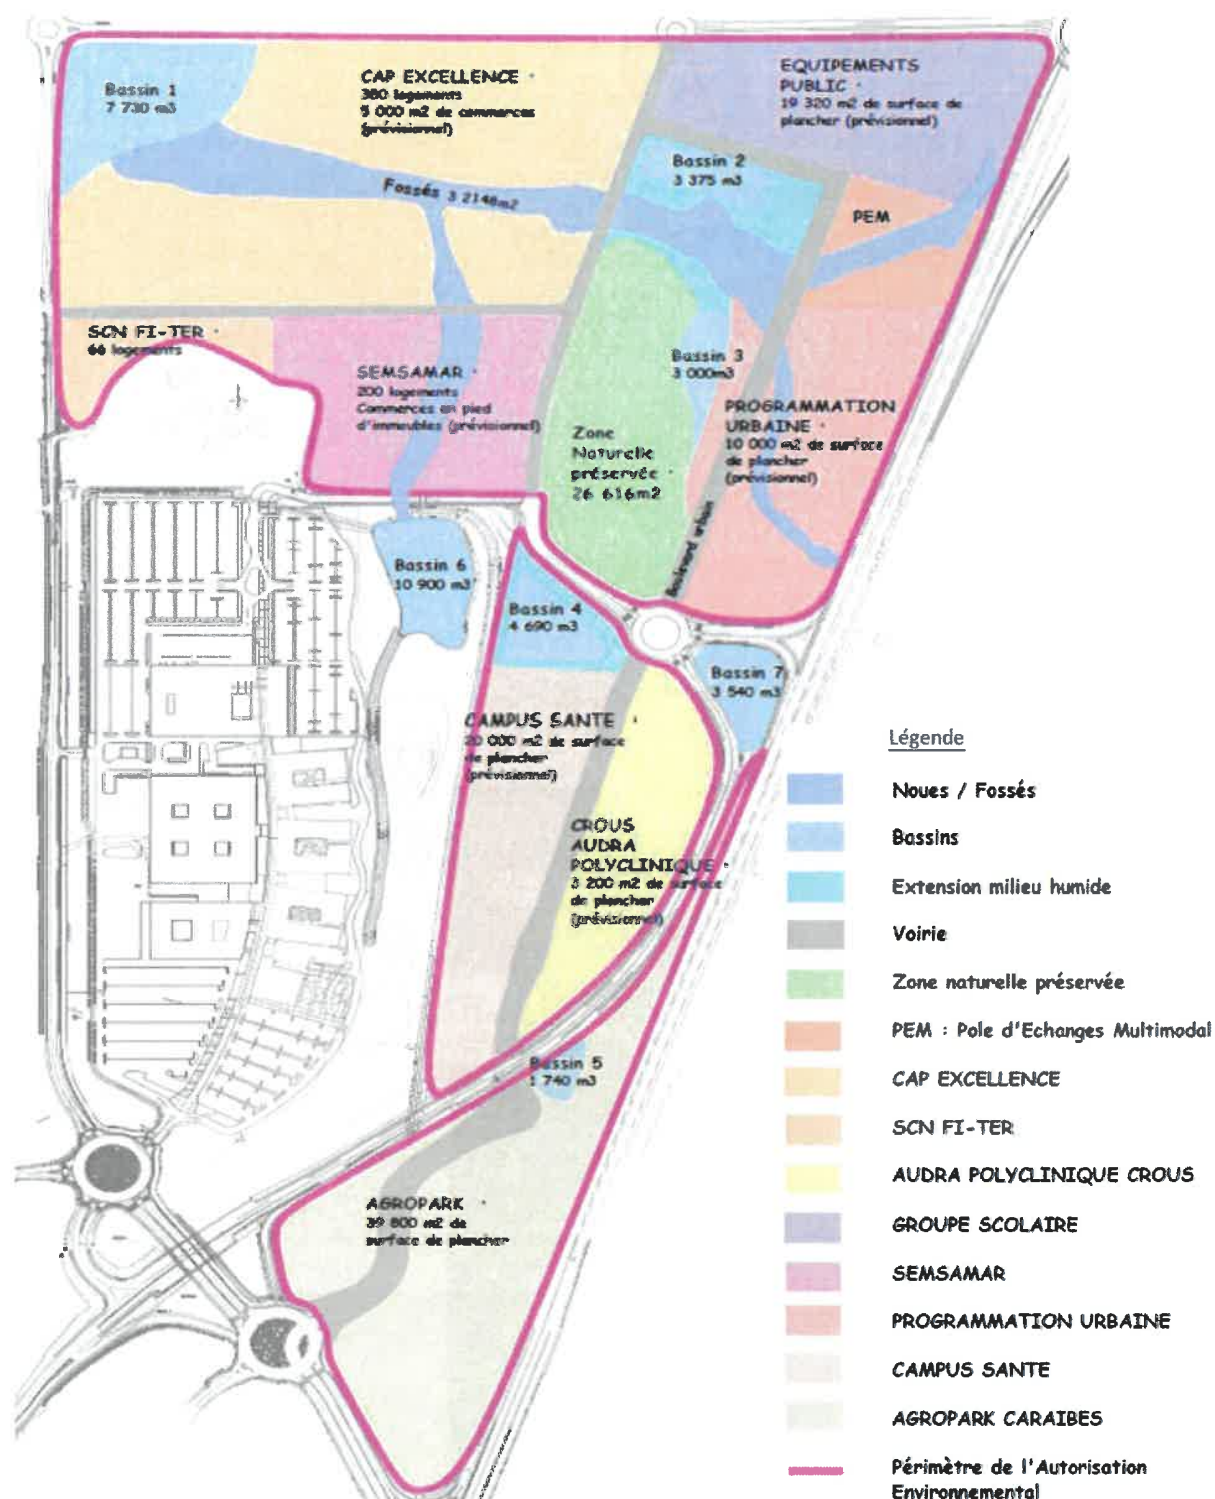 Bassin 1
7 730 m3
CAP EXCELLENCE
380 logements
5 000 m2 de commerces
(prévisionnel)
EQUIPEMENTS
PUBLIC
19 320 m2 de surface de
plancher (prévisionnel)
Bassin 2
3 375 m3
Fossés 3 2148m2
PEM
SCN FI-TER
66 logements
SEMSAMAR
200 logements
Commerces en pied
d'immeubles (prévisionnel)
Bassin 3
3 000m3
Zone
Naturelle
préservée
26 616m2
PROGRAMMATION
URBAINE
10 000 m2 de surface
de plancher
(prévisionnel)
Boulevard urbain
Bassin 6
10 900 m3
Bassin 4
4 690 m3
Bassin 7
3 540 m3
CAMPUS SANTE
20 000 m2 de surface
de plancher
(prévisionnel)
CROUS
AUDRA
POLYCLINIQUE
3 200 m2 de surface
de plancher
(prévisionnel)
Bassin 5
1 740 m3
AGROPARK
39 800 m2 de
surface de plancher
Légende
Noues / Fossés
Bassins
Extension milieu humide
Voirie
Zone naturelle préservée
PEM : Pole d'Echanges Multimodal
CAP EXCELLENCE
SCN FI-TER
AUDRA POLYCLINIQUE CROUS
GROUPE SCOLAIRE
SEMSAMAR
PROGRAMMATION URBAINE
CAMPUS SANTE
AGROPARK CARAIBES
Périmètre de l'Autorisation
Environnemental